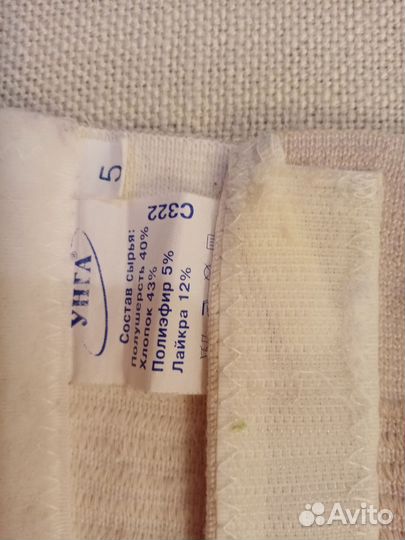 5
С322
УНГА®
Состав сырья:
полушерсть 40%
хлопок 43%
Полиэфир 5%
Лайкра 12%
Avito